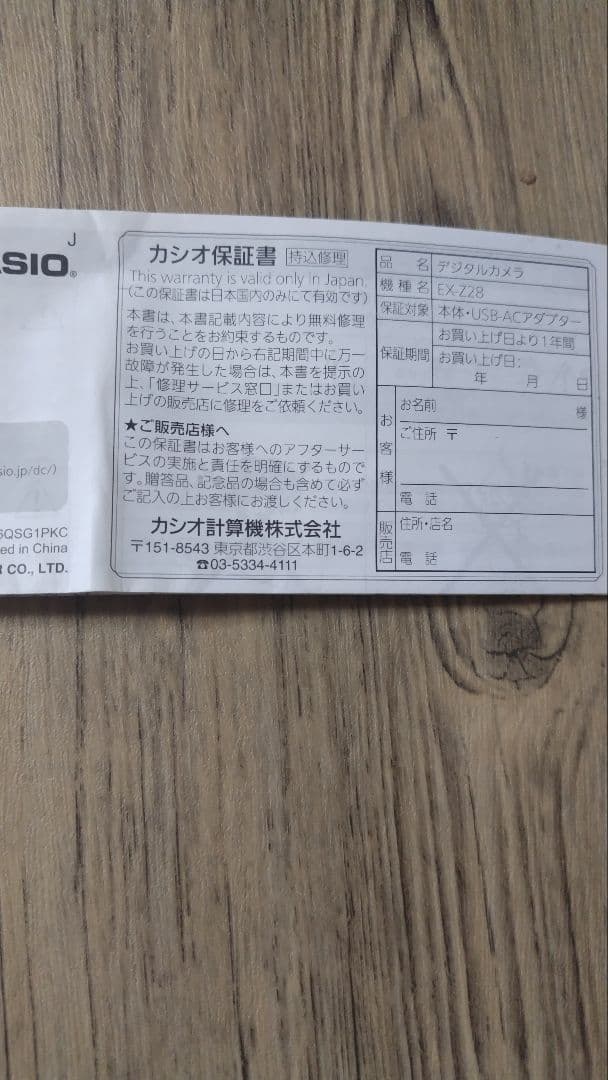 J
SIO®
sio.jp/dc/)
6QSG1PKC
ed in China
CO., LTD.
カシオ保証書 持込修理
This warranty is valid only in Japan.
(この保証書は日本国内のみにて有効です)
本書は、本書記載内容により無料修理
を行うことをお約束するものです。
お買い上げの日から右記期間中に万一
故障が発生した場合は、本書を提示の
上、「修理サービス窓口」またはお買い
上げの販売店に修理をご依頼ください。
★ご販売店様へ
この保証書はお客様へのアフターサー
ビスの実施と責任を明確にするもので
す。贈答品、記念品の場合も含めて必ず
ご記入の上お客様にお渡しください。
カシオ計算機株式会社
〒151-8543 東京都渋谷区本町1-6-2
☎03-5334-4111
品名 デジタルカメラ
機種名 EX-Z28
保証対象 本体・USB-ACアダプター
保証期間 お買い上げ日より1年間
お買い上げ日:
年 月 日
お客様 お名前 様
ご住所 〒 -
電話
販売店 住所・店名
電話